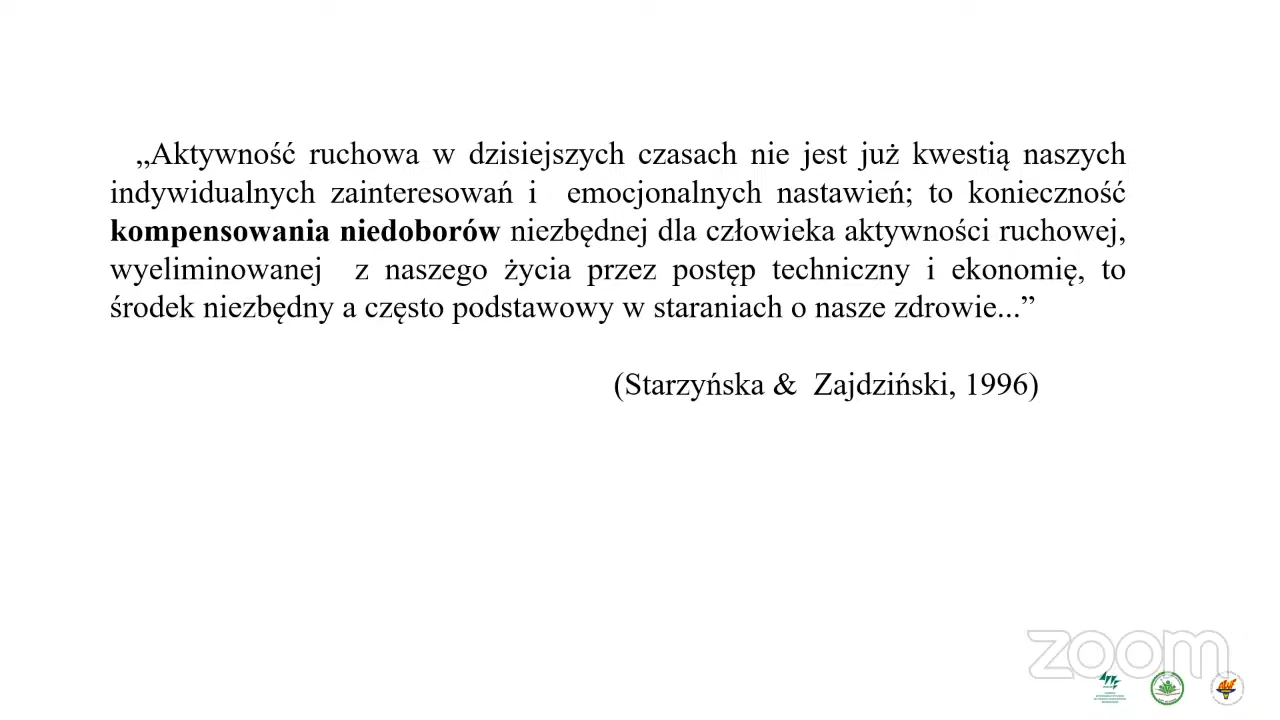 „Aktywność ruchowa w dzisiejszych czasach nie jest już kwestią naszych
indywidualnych zainteresowań i emocjonalnych nastawień; to konieczność
kompensowania niedoborów niezbędnej dla człowieka aktywności ruchowej,
wyeliminowanej z naszego życia przez postęp techniczny i ekonomię, to
środek niezbędny a często podstawowy w staraniach o nasze zdrowie...”
(Starzyńska & Zajdziński, 1996)
zoom